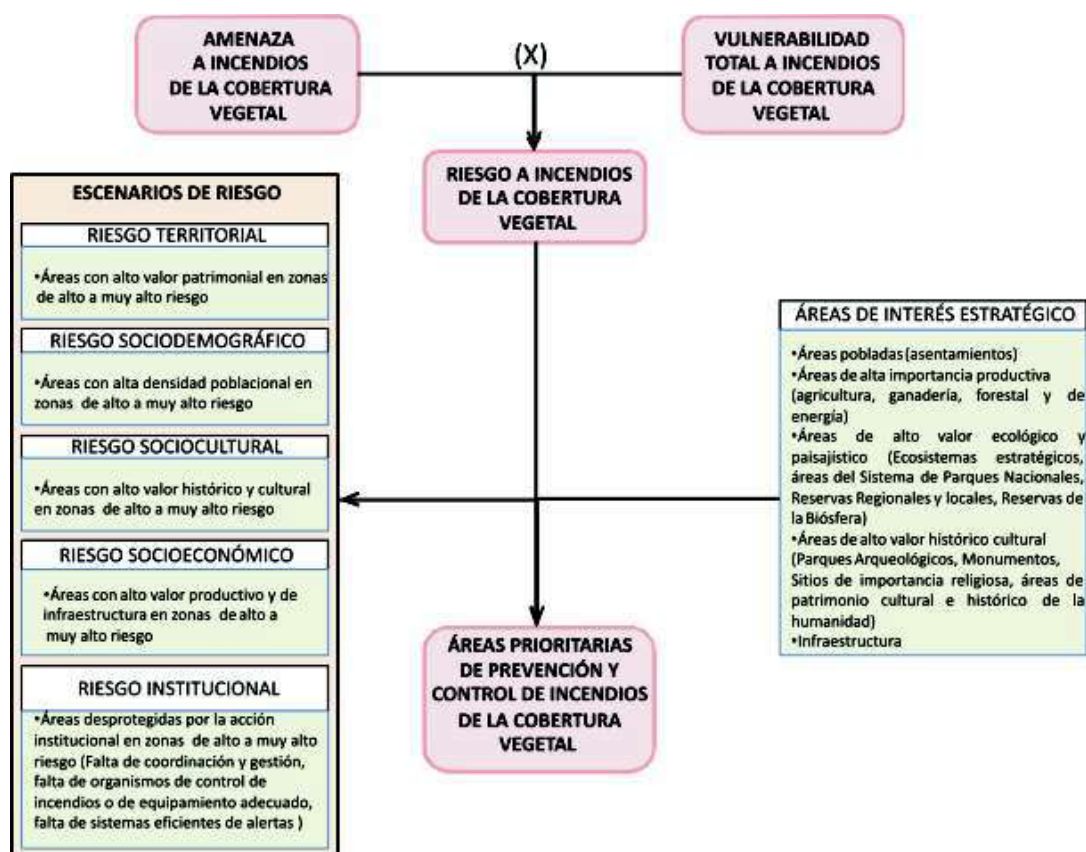 AMENAZA
A INCENDIOS
DE LA COBERTURA
VEGETAL
(X)
VULNERABILIDAD
TOTAL A INCENDIOS
DE LA COBERTURA
VEGETAL
RIESGO A INCENDIOS
DE LA COBERTURA
VEGETAL
ESCENARIOS DE RIESGO
RIESGO TERRITORIAL
•Áreas con alto valor patrimonial en zonas
de alto a muy alto riesgo
RIESGO SOCIODEMOGRÁFICO
•Áreas con alta densidad poblacional en
zonas de alto a muy alto riesgo
RIESGO SOCIOCULTURAL
•Áreas con alto valor histórico y cultural
en zonas de alto a muy alto riesgo
RIESGO SOCIOECONÓMICO
•Áreas con alto valor productivo y de
infraestructura en zonas de alto a
muy alto riesgo
RIESGO INSTITUCIONAL
•Áreas desprotegidas por la acción
institucional en zonas de alto a muy alto
riesgo (Falta de coordinación y gestión,
falta de organismos de control de
incendios o de equipamiento adecuado,
falta de sistemas eficientes de alertas )
ÁREAS DE INTERÉS ESTRATÉGICO
•Áreas pobladas (asentamientos)
•Áreas de alta importancia productiva
(agricultura, ganadería, forestal y de
energía)
•Áreas de alto valor ecológico y
paisajístico (Ecosistemas estratégicos,
áreas del Sistema de Parques Nacionales,
Reservas Regionales y locales, Reservas de
la Biósfera)
•Áreas de alto valor histórico cultural
(Parques Arqueológicos, Monumentos,
Sitios de importancia religiosa, áreas de
patrimonio cultural e histórico de la
humanidad)
•Infraestructura
ÁREAS PRIORITARIAS
DE PREVENCIÓN Y
CONTROL DE INCENDIOS
DE LA COBERTURA
VEGETAL